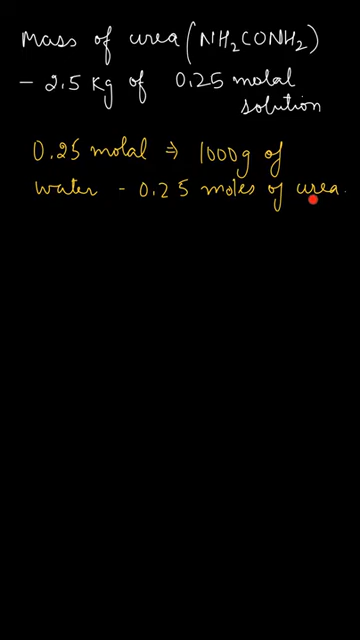 Mass of urea (NH₂CONH₂)
- 2.5 kg of 0.25 molal
solution
0.25 molal ⇒ 1000g of
water - 0.25 moles of urea.